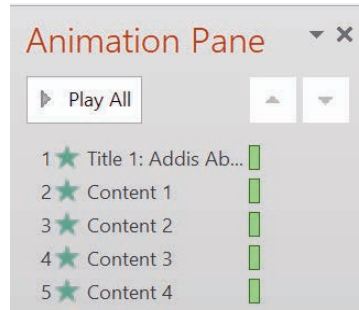 Animation Pane
Play All
1 Title 1: Addis Ab...
2 Content 1
3 Content 2
4 Content 3
5 Content 4